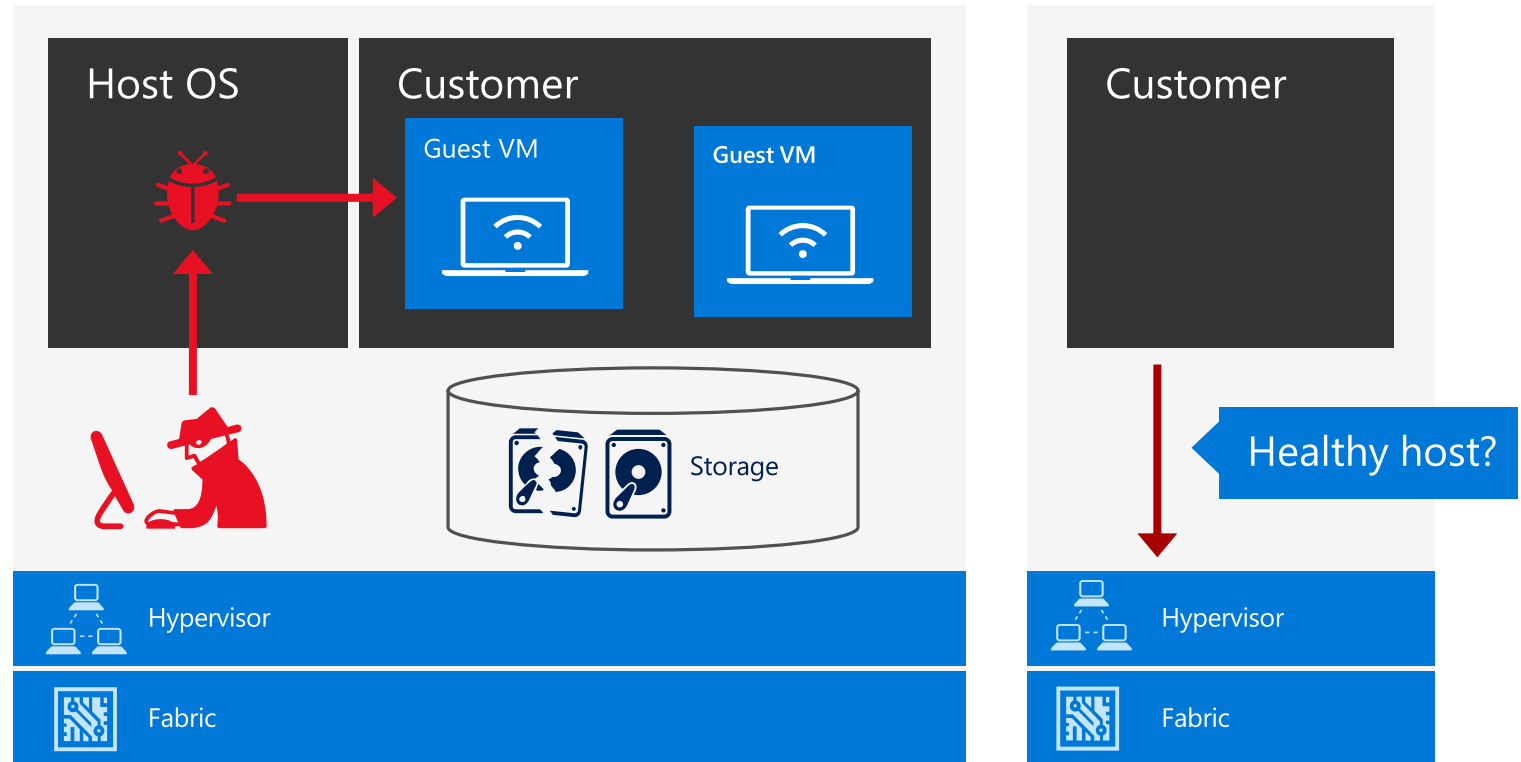 Host OS
Customer
Guest VM
Guest VM
Storage
Hypervisor
Fabric
Customer
Healthy host?
Hypervisor
Fabric